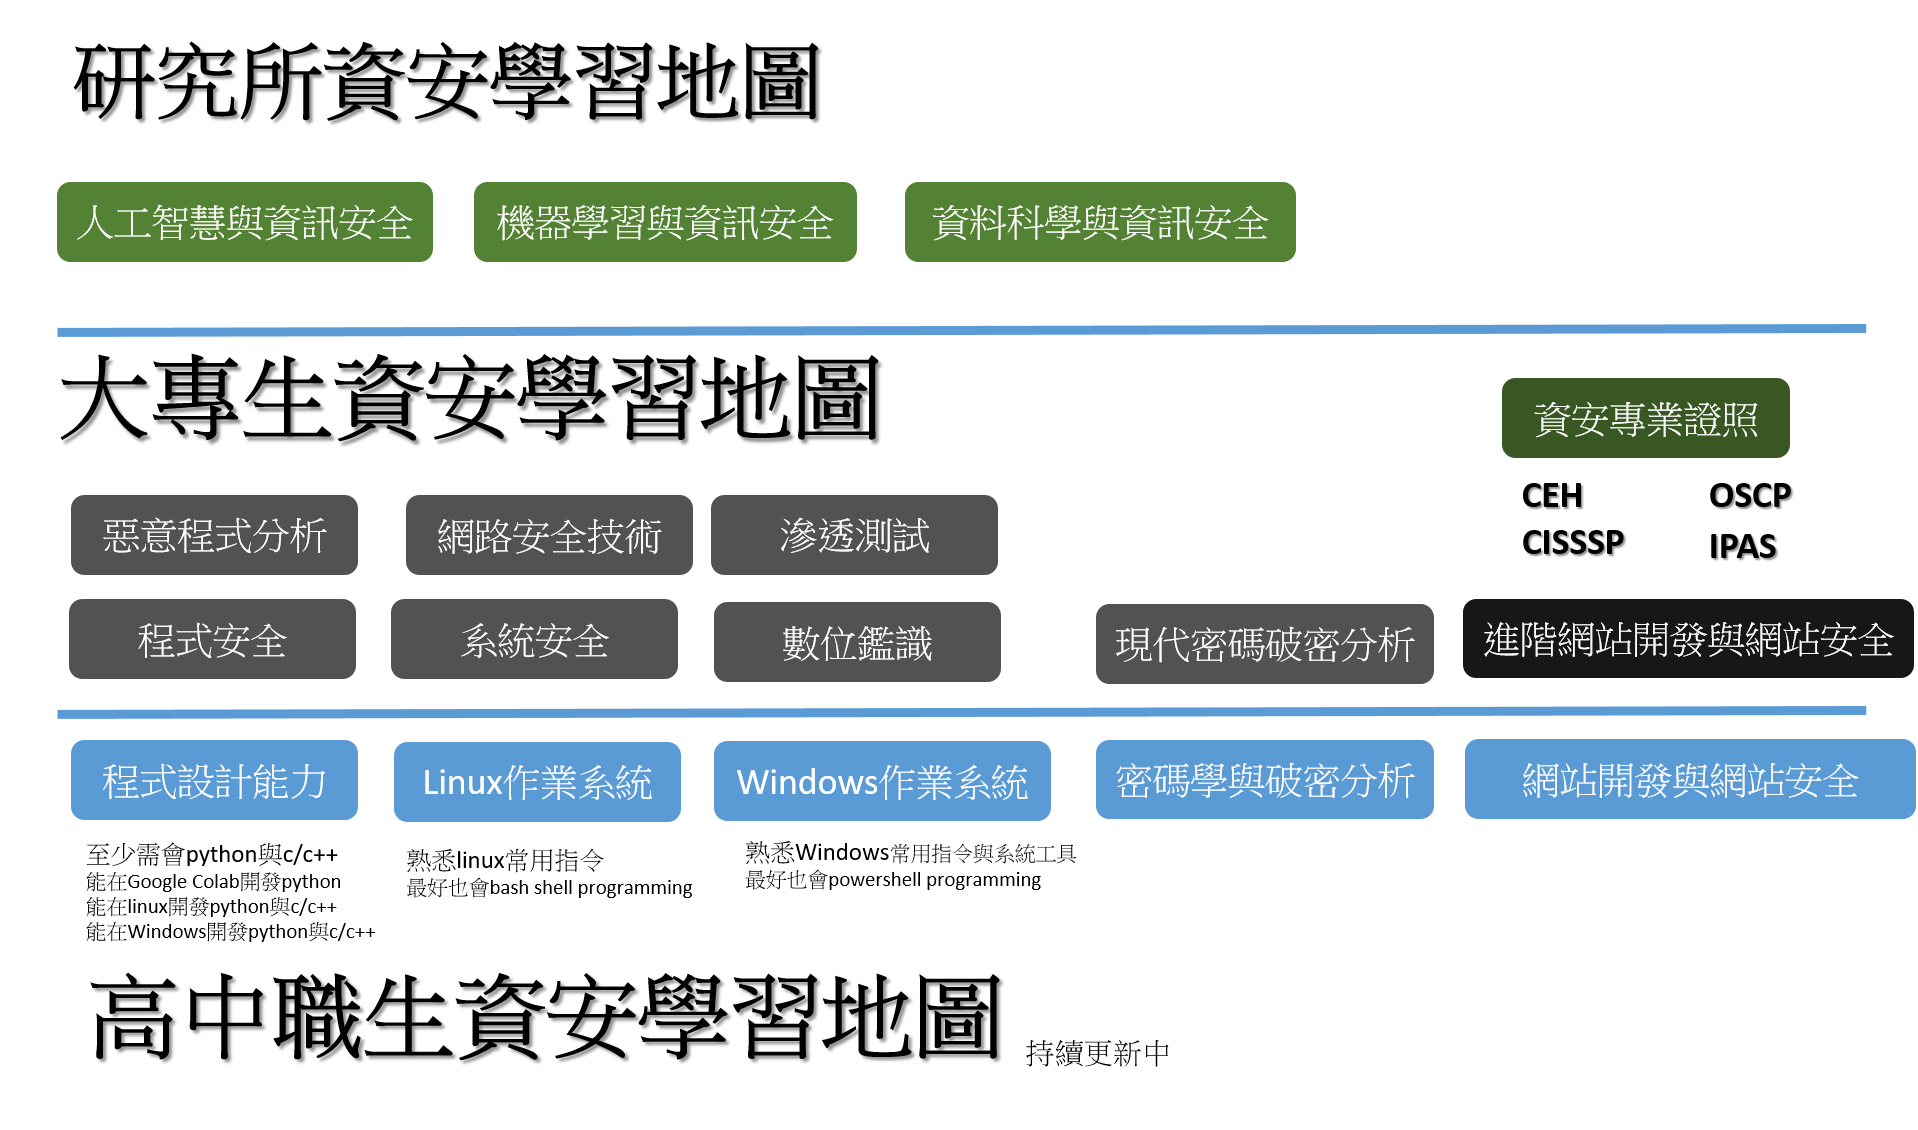 研究所資安學習地圖
人工智慧與資訊安全
機器學習與資訊安全
資料科學與資訊安全
大專生資安學習地圖
資安專業證照
CEH
OSCP
CISSSP
IPAS
惡意程式分析
網路安全技術
滲透測試
程式安全
系統安全
數位鑑識
現代密碼破密分析
進階網站開發與網站安全
程式設計能力
Linux作業系統
Windows作業系統
密碼學與破密分析
網站開發與網站安全
至少需會python與c/c++
能在Google Colab開發python
能在linux開發python與c/c++
能在Windows開發python與c/c++
熟悉linux常用指令
最好也會bash shell programming
熟悉Windows常用指令與系統工具
最好也會powershell programming
高中職生資安學習地圖
持續更新中